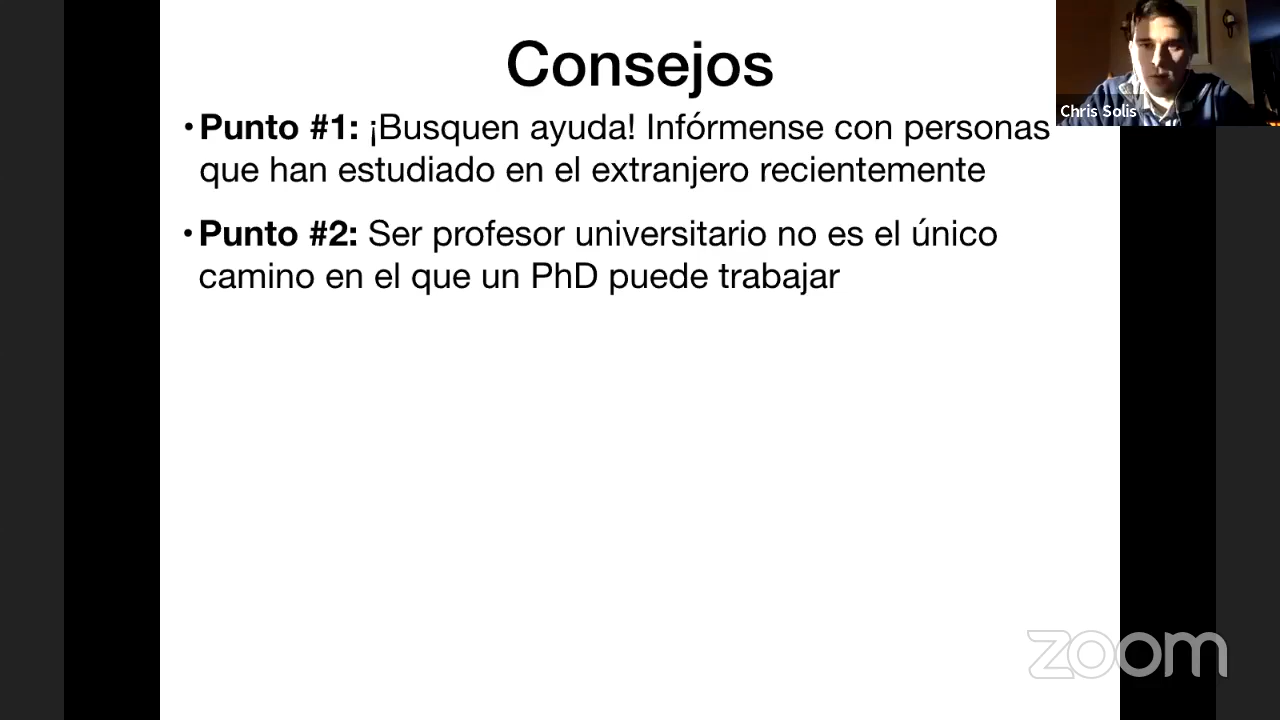 Consejos
• Punto #1: ¡Busquen ayuda! Infórmense con personas
que han estudiado en el extranjero recientemente
• Punto #2: Ser profesor universitario no es el único
camino en el que un PhD puede trabajar
Chris Solis
zoom